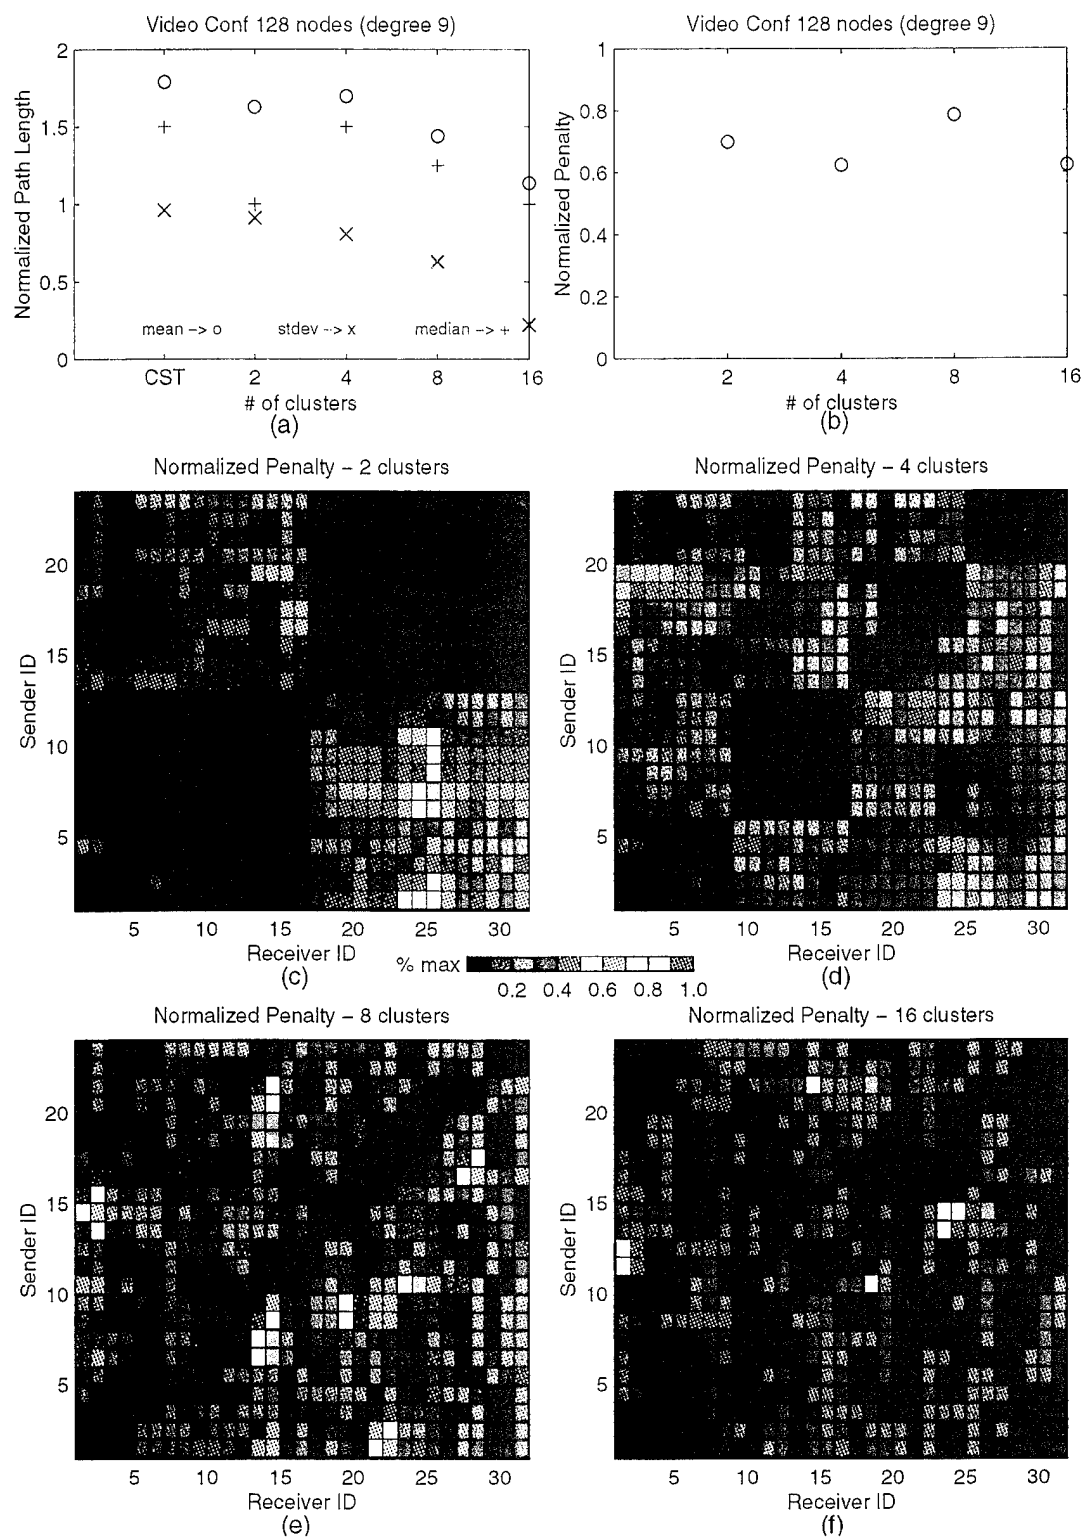 Video Conf 128 nodes (degree 9)
Normalized Path Length
2
1.5
1
0.5
0
mean -> o
stdev -> x
median -> +
CST
2
4
8
16
# of clusters
(a)
Video Conf 128 nodes (degree 9)
Normalized Penalty
1
0.8
0.6
0.4
0.2
0
2
4
8
16
# of clusters
(b)
Normalized Penalty – 2 clusters
Sender ID
20
15
10
5
5
10
15
20
25
30
Receiver ID
(c)
Normalized Penalty – 4 clusters
Sender ID
20
15
10
5
5
10
15
20
25
30
Receiver ID
(d)
% max
0.2
0.4
0.6
0.8
1.0
Normalized Penalty – 8 clusters
Sender ID
20
15
10
5
5
10
15
20
25
30
Receiver ID
(e)
Normalized Penalty – 16 clusters
Sender ID
20
15
10
5
5
10
15
20
25
30
Receiver ID
(f)